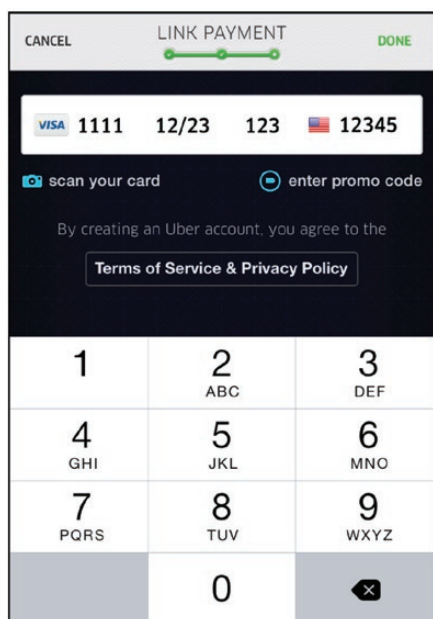 CANCEL LINK PAYMENT DONE
VISA 1111 12/23 123 12345
scan your card enter promo code
By creating an Uber account, you agree to the
Terms of Service & Privacy Policy
1 2 3
ABC DEF
4 5 6
GHI JKL MNO
7 8 9
PQRS TUV WXYZ
0